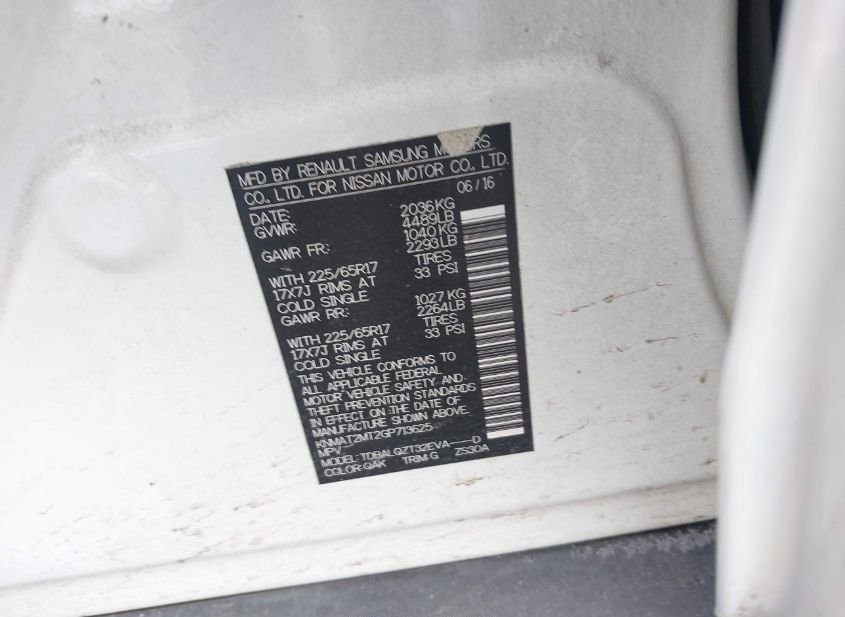 MFD BY RENAULT SAMSUNG
CO., LTD. FOR NISSAN MOTOR CO., LTD.
DATE: 06/16
GVWR: 2036KG
4489LB
GAWR FR: 1040 KG
2293LB
WITH 225/65R17 TIRES
17X7J RIMS AT 33 PSI
COLD SINGLE
GAWR RR: 1027 KG
2264LB
WITH 225/65R17 TIRES
17X7J RIMS AT 33 PSI
COLD SINGLE
THIS VEHICLE CONFORMS TO
ALL APPLICABLE FEDERAL
MOTOR VEHICLE SAFETY AND
THEFT PREVENTION STANDARDS
IN EFFECT ON THE DATE OF
MANUFACTURE SHOWN ABOVE.
KNMAT2MT2GP713625
MPV
MODEL: TDBALQZT32EVA----D
COLOR:QAK TRIM:G ZS30A